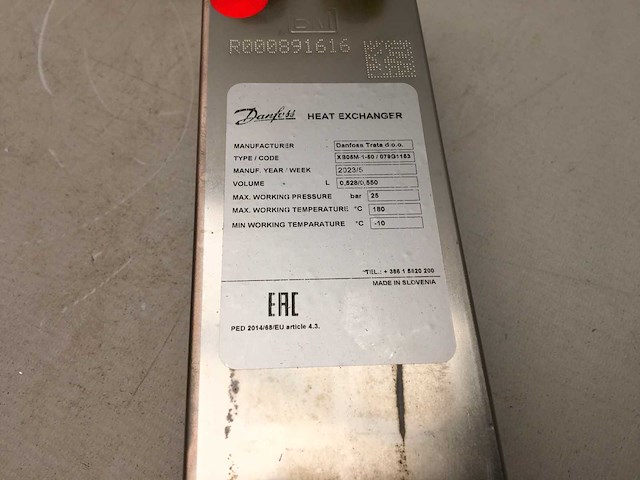 R000891616
Danfoss HEAT EXCHANGER
MANUFACTURER Danfoss Trata d.o.o.
TYPE / CODE XB05M-1-50 / 079G1183
MANUF. YEAR / WEEK 2023/5
VOLUME L 0,528/0,550
MAX. WORKING PRESSURE bar 25
MAX. WORKING TEMPERATURE °C 180
MIN WORKING TEMPARATURE °C -10
TEL.: + 386 1 5820 200
MADE IN SLOVENIA
EAC
PED 2014/68/EU article 4.3.